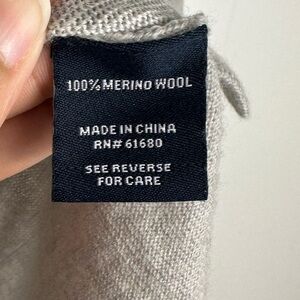 100% MERINO WOOL
MADE IN CHINA
RN# 61680
SEE REVERSE
FOR CARE